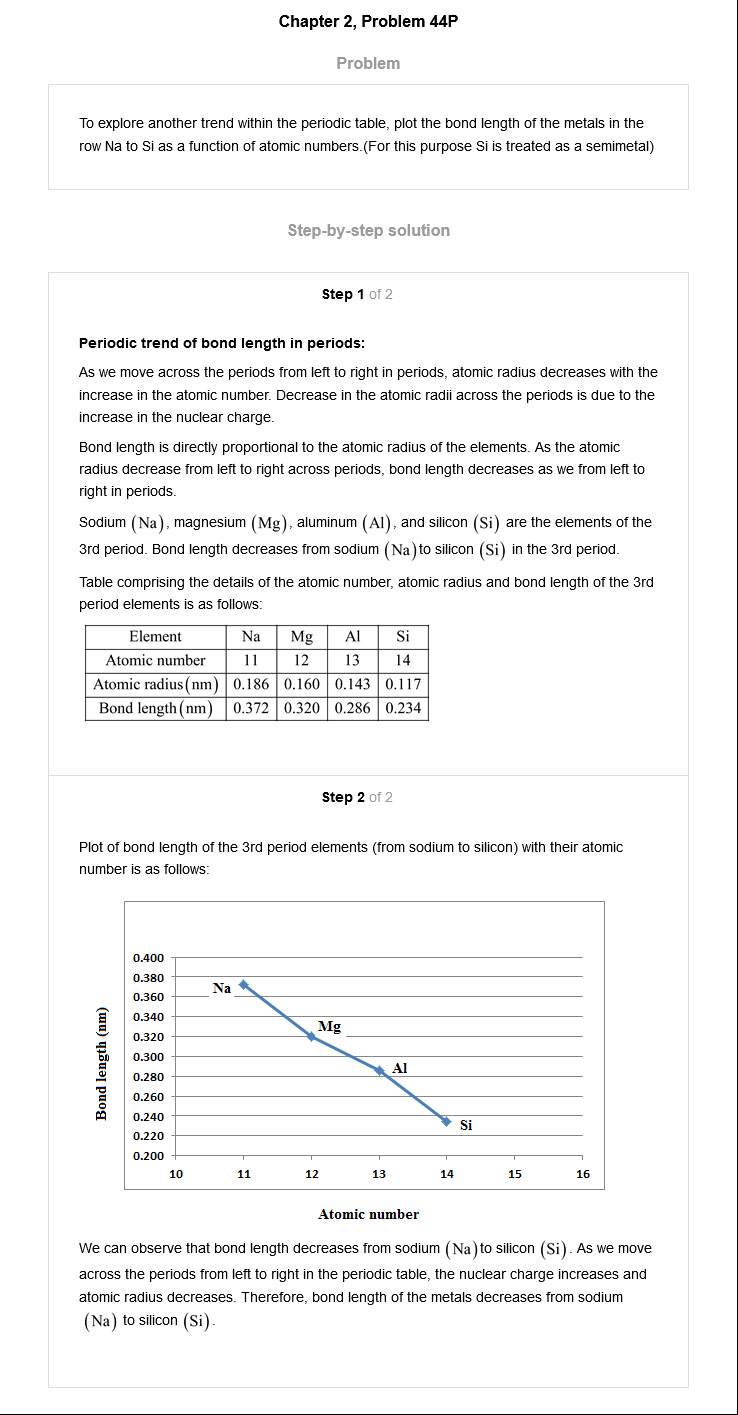 Chapter 2, Problem 44P
Problem
To explore another trend within the periodic table, plot the bond length of the metals in the
row Na to Si as a function of atomic numbers.(For this purpose Si is treated as a semimetal)
Step-by-step solution
Step 1 of 2
Periodic trend of bond length in periods:
As we move across the periods from left to right in periods, atomic radius decreases with the
increase in the atomic number. Decrease in the atomic radii across the periods is due to the
increase in the nuclear charge.
Bond length is directly proportional to the atomic radius of the elements. As the atomic
radius decrease from left to right across periods, bond length decreases as we from left to
right in periods.
Sodium (Na), magnesium (Mg), aluminum (Al), and silicon (Si) are the elements of the
3rd period. Bond length decreases from sodium (Na) to silicon (Si) in the 3rd period.
Table comprising the details of the atomic number, atomic radius and bond length of the 3rd
period elements is as follows:
Element Na Mg Al Si
Atomic number 11 12 13 14
Atomic radius (nm) 0.186 0.160 0.143 0.117
Bond length (nm) 0.372 0.320 0.286 0.234
Step 2 of 2
Plot of bond length of the 3rd period elements (from sodium to silicon) with their atomic
number is as follows:
Bond length (nm)
0.400
0.380
0.360
0.340
0.320
0.300
0.280
0.260
0.240
0.220
0.200
Na
Mg
Al
Si
10 11 12 13 14 15 16
Atomic number
We can observe that bond length decreases from sodium (Na) to silicon (Si). As we move
across the periods from left to right in the periodic table, the nuclear charge increases and
atomic radius decreases. Therefore, bond length of the metals decreases from sodium
(Na) to silicon (Si).